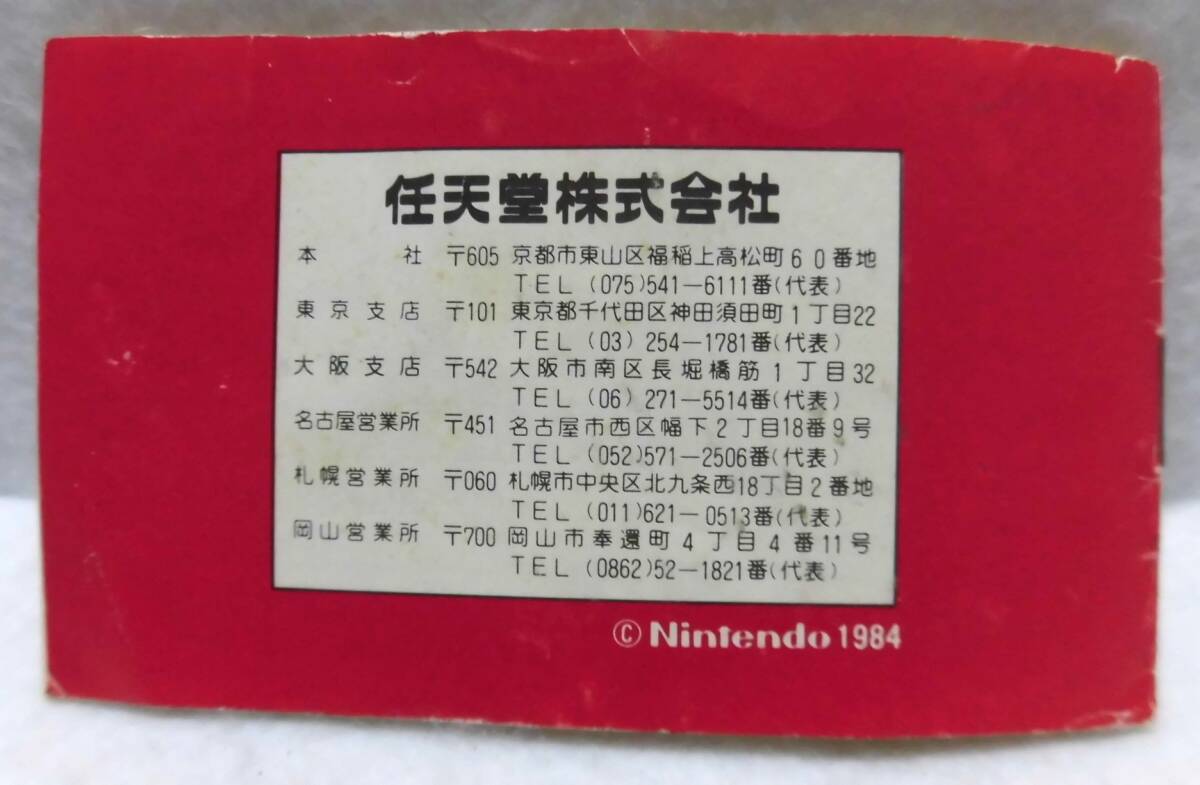 任天堂株式会社
本社 〒605 京都市東山区福稲上高松町60番地
TEL (075)541-6111番(代表)
東京支店 〒101 東京都千代田区神田須田町1丁目22
TEL (03) 254-1781番(代表)
大阪支店 〒542 大阪市南区長堀橋筋1丁目32
TEL (06) 271-5514番(代表)
名古屋営業所 〒451 名古屋市西区幅下2丁目18番9号
TEL (052)571-2506番(代表)
札幌営業所 〒060 札幌市中央区北九条西18丁目2番地
TEL (011)621-0513番(代表)
岡山営業所 〒700 岡山市奉還町4丁目4番11号
TEL (0862)52-1821番(代表)
© Nintendo 1984